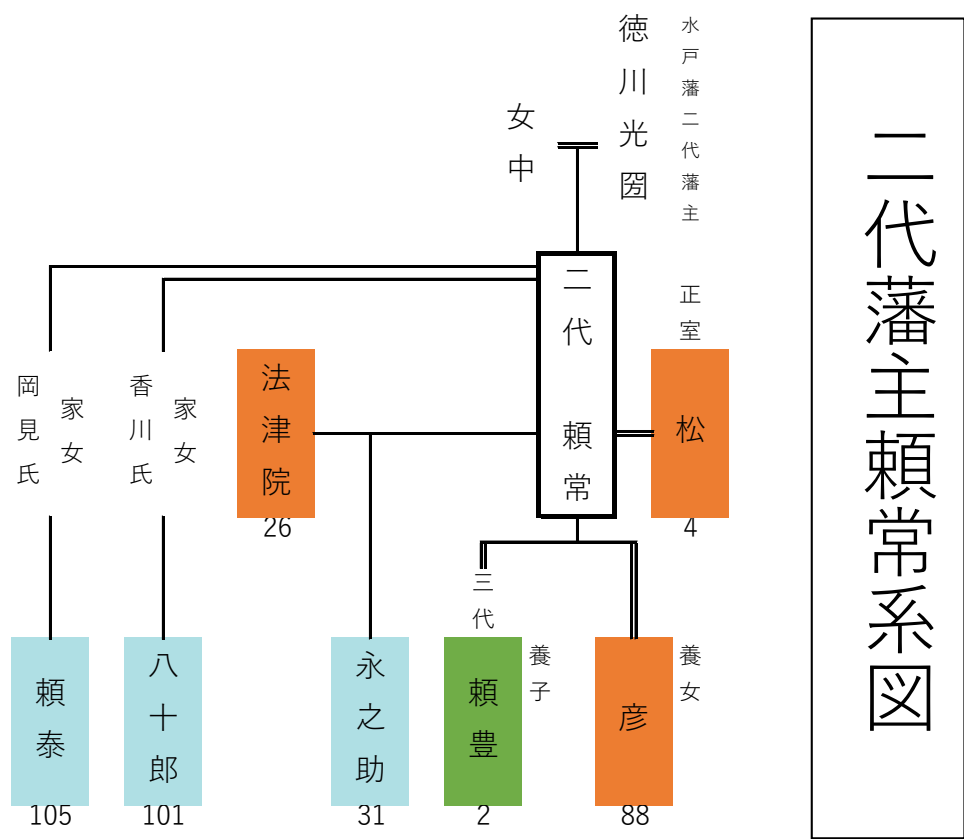 二代藩主頼常系図
水戸藩二代藩主
徳川光圀
女中
二代 頼常
正室
松
4
法津院
26
家女
香川氏
家女
岡見氏
養女
彦
88
養子
三代
頼豊
2
永之助
31
八十郎
101
頼泰
105